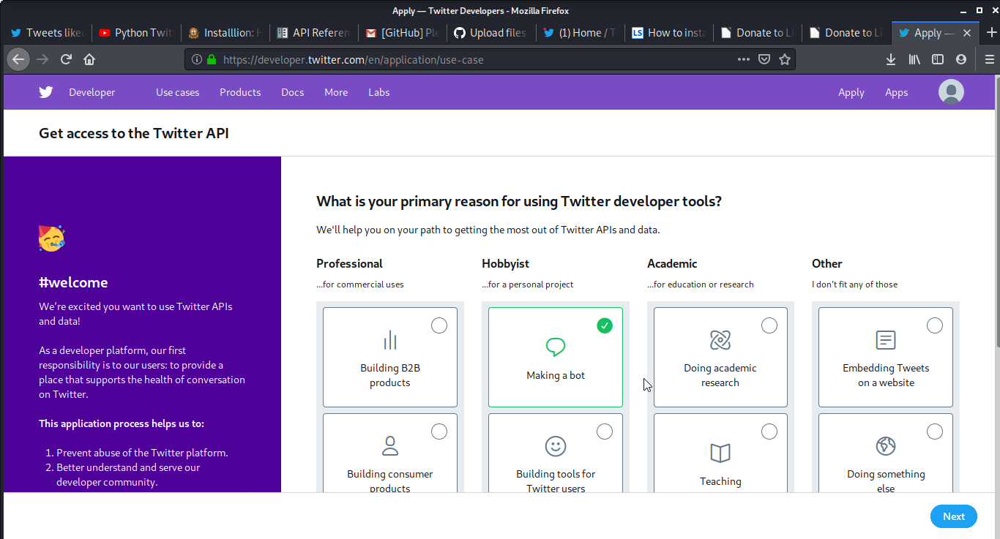 Apply — Twitter Developers - Mozilla Firefox
Tweets like
Python Twit
Installlion: H
API Referen
[GitHub] Ple
Upload files
(1) Home / T
LS How to insta
Donate to Li
Donate to Li
Apply —
https://developer.twitter.com/en/application/use-case
Developer
Use cases
Products
Docs
More
Labs
Apply
Apps
Get access to the Twitter API
#welcome
We’re excited you want to use Twitter APIs
and data!
As a developer platform, our first
responsibility is to our users: to provide a
place that supports the health of conversation
on Twitter.
This application process helps us to:
1. Prevent abuse of the Twitter platform.
2. Better understand and serve our
developer community.
What is your primary reason for using Twitter developer tools?
We'll help you on your path to getting the most out of Twitter APIs and data.
Professional
...for commercial uses
Building B2B
products
Building consumer
products
Hobbyist
...for a personal project
Making a bot
Building tools for
Twitter users
Academic
...for education or research
Doing academic
research
Teaching
Other
I don't fit any of those
Embedding Tweets
on a website
Doing something
else
Next